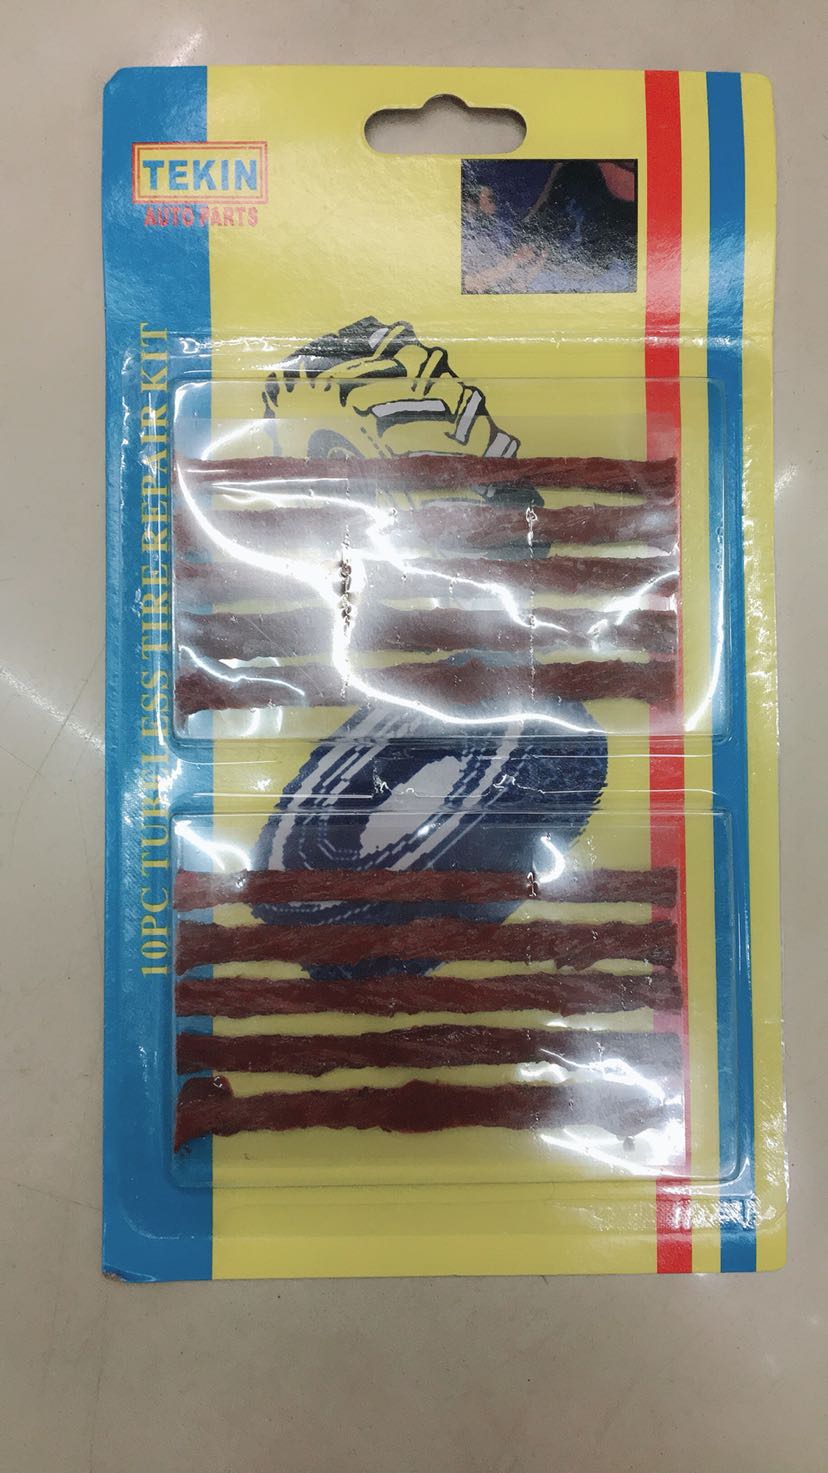 TEKIN
AUTO PARTS
10PC TUBELESS TIRE REPAIR KIT